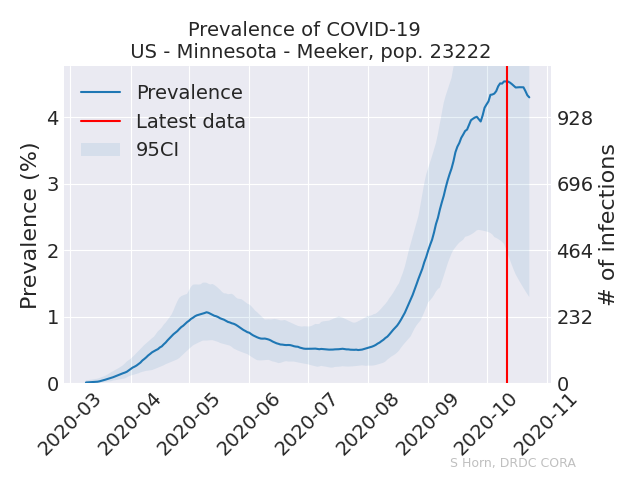 Prevalence of COVID-19
US - Minnesota - Meeker, pop. 23222
Prevalence
Latest data
95CI
Prevalence (%)
4
3
2
1
0
928
696
464
232
0
# of infections
2020-03
2020-04
2020-05
2020-06
2020-07
2020-08
2020-09
2020-10
2020-11
S Horn, DRDC CORA